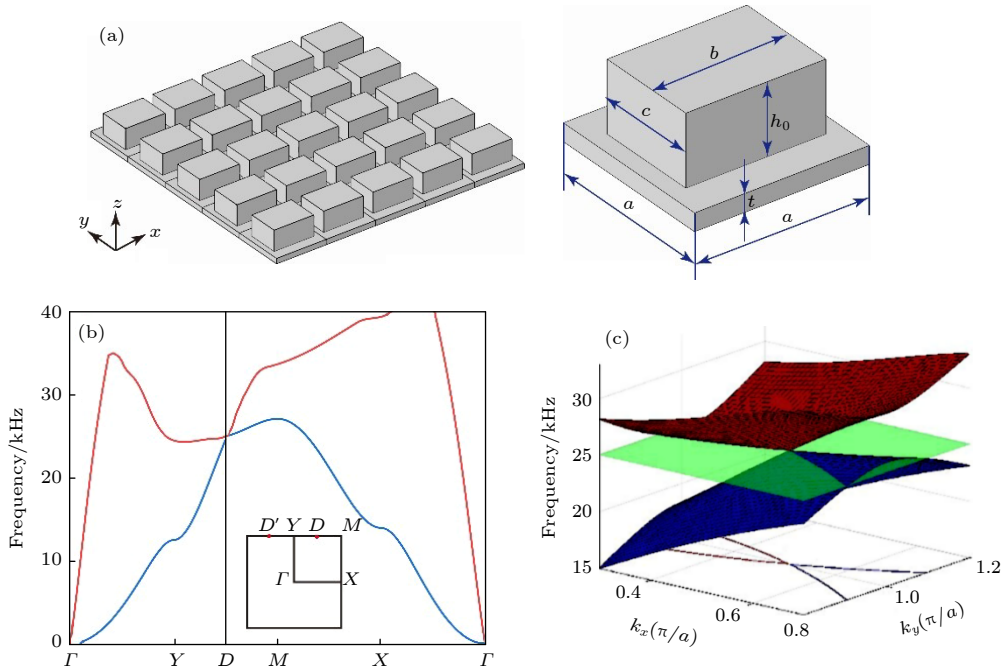 (a)
b
c
h₀
t
a
a
z
y
x
(b)
40
30
20
10
0
Frequency/kHz
D′ Y D M
Γ X
Γ Y D M X Γ
(c)
30
25
20
15
Frequency/kHz
0.4
0.6
0.8
kₓ(π/a)
1.0
1.2
k_y(π/a)